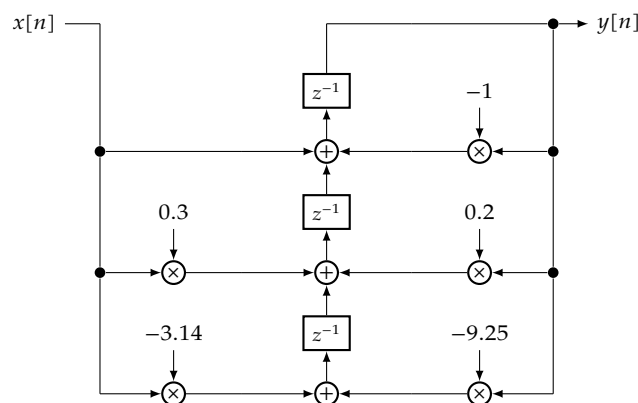 x[n] y[n]
z⁻¹
−1
+ ×
0.3 z⁻¹ 0.2
× + ×
−3.14 z⁻¹ −9.25
× + ×